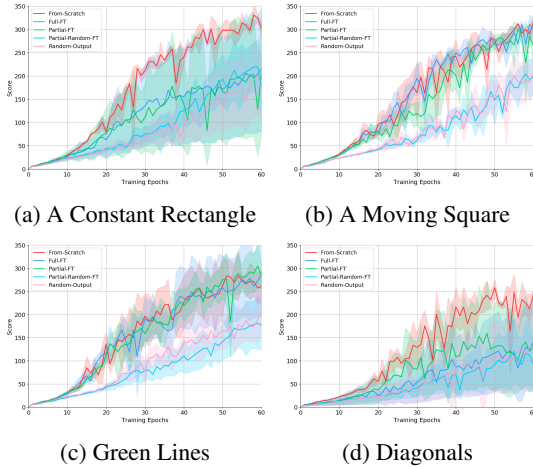 350
300
250
200
150
100
50
0
Score
From-Scratch
Full-FT
Partial-FT
Partial-Random-FT
Random-Output
0 10 20 30 40 50 60
Training Epochs
(a) A Constant Rectangle
350
300
250
200
150
100
50
0
Score
From-Scratch
Full-FT
Partial-FT
Partial-Random-FT
Random-Output
0 10 20 30 40 50 60
Training Epochs
(b) A Moving Square
350
300
250
200
150
100
50
0
Score
From-Scratch
Full-FT
Partial-FT
Partial-Random-FT
Random-Output
0 10 20 30 40 50 60
Training Epochs
(c) Green Lines
350
300
250
200
150
100
50
0
Score
From-Scratch
Full-FT
Partial-FT
Partial-Random-FT
Random-Output
0 10 20 30 40 50 60
Training Epochs
(d) Diagonals